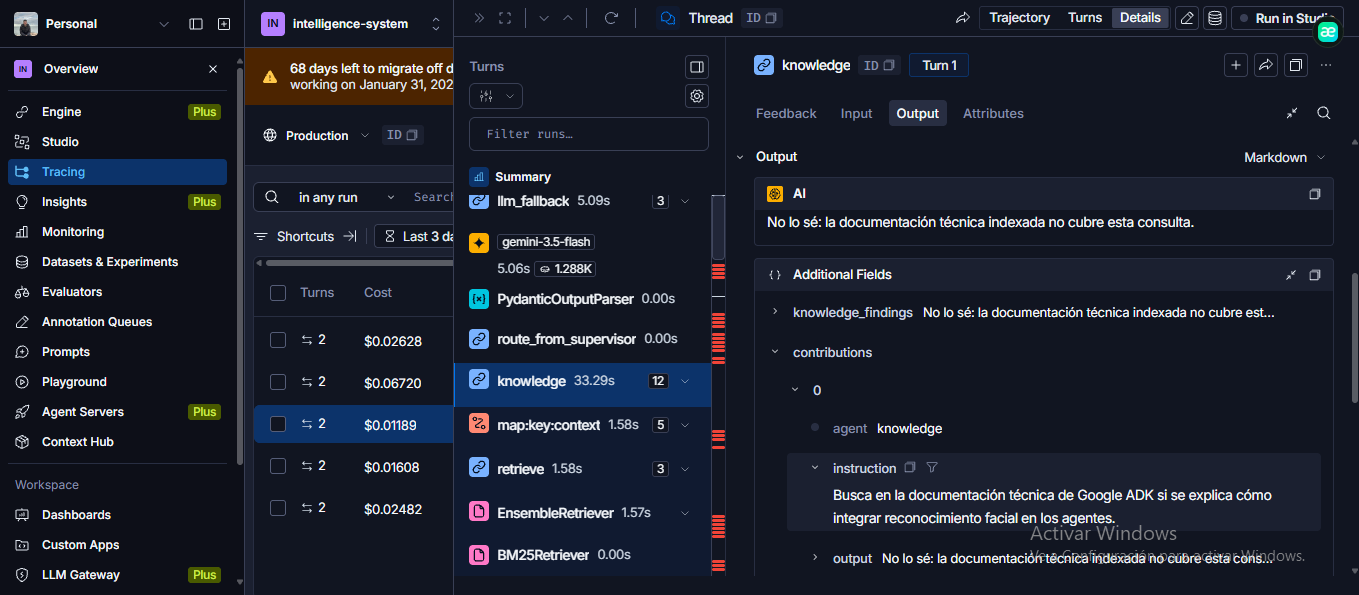 Personal
IN Overview
Engine Plus
Studio
Tracing
Insights Plus
Monitoring
Datasets & Experiments
Evaluators
Annotation Queues
Prompts
Playground
Agent Servers Plus
Context Hub
Workspace
Dashboards
Custom Apps
LLM Gateway Plus
IN intelligence-system
68 days left to migrate off d
working on January 31, 202
Production ID
in any run Search
Shortcuts Last 3 da
Turns Cost
2 $0.02628
2 $0.06720
2 $0.01189
2 $0.01608
2 $0.02482
Thread ID
Trajectory Turns Details Run in Studio
æ
Turns
Filter runs…
Summary
llm_fallback 5.09s 3
gemini-3.5-flash
5.06s 1.288K
PydanticOutputParser 0.00s
route_from_supervisor 0.00s
knowledge 33.29s 12
map:key:context 1.58s 5
retrieve 1.58s 3
EnsembleRetriever 1.57s
BM25Retriever 0.00s
knowledge ID Turn 1
Feedback Input Output Attributes
Output Markdown
AI
No lo sé: la documentación técnica indexada no cubre esta consulta.
Additional Fields
knowledge_findings No lo sé: la documentación técnica indexada no cubre est...
contributions
0
agent knowledge
instruction
Busca en la documentación técnica de Google ADK si se explica cómo
integrar reconocimiento facial en los agentes.
Activar Windows
Ve a Configuración para activar Windows.
output No lo sé: la documentación técnica indexada no cubre esta cons...